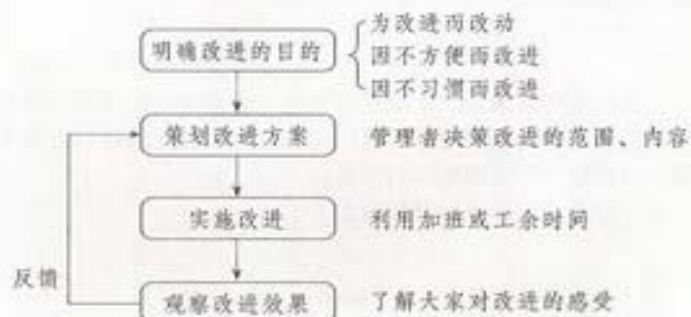 为改进而改动
明确改进的目的
因不方便而改进
因不习惯而改进
策划改进方案 管理者决策改进的范围、内容
实施改进 利用加班或工余时间
反馈
观察改进效果 了解大家对改进的感受